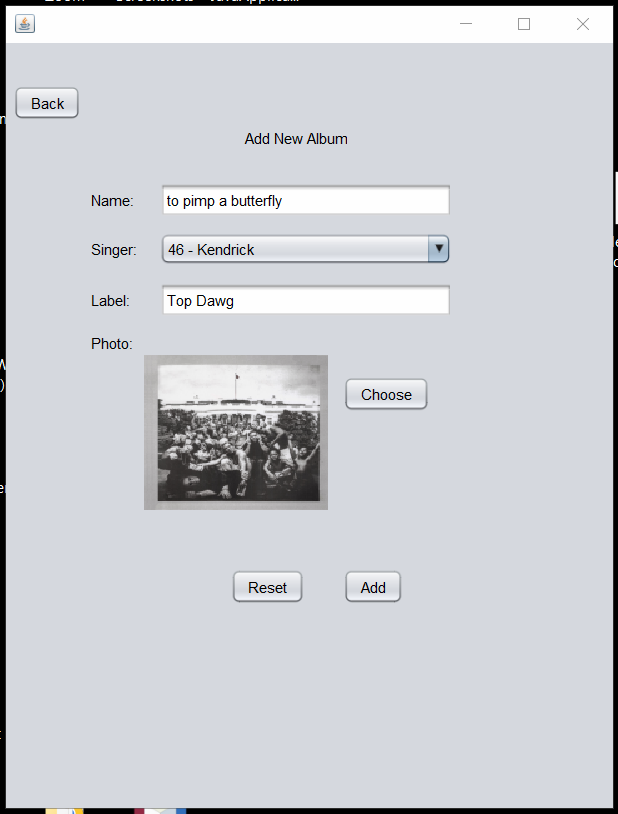 Back
Add New Album
Name: to pimp a butterfly
Singer: 46 - Kendrick
Label: Top Dawg
Photo:
Choose
Reset Add